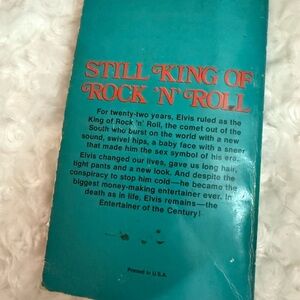 STILL KING OF
ROCK 'N' ROLL
For twenty-two years, Elvis ruled as the
King of Rock 'n' Roll, the comet out of the
South who burst on the world with a new
sound, swivel hips, a baby face with a sneer
that made him the sex symbol of his era.
Elvis changed our lives, gave us long hair,
tight pants and a new look. And despite the
conspiracy to stop him cold—he became the
biggest money-making entertainer ever. In
death as in life, Elvis remains—the
Entertainer of the Century!
Printed in U.S.A.